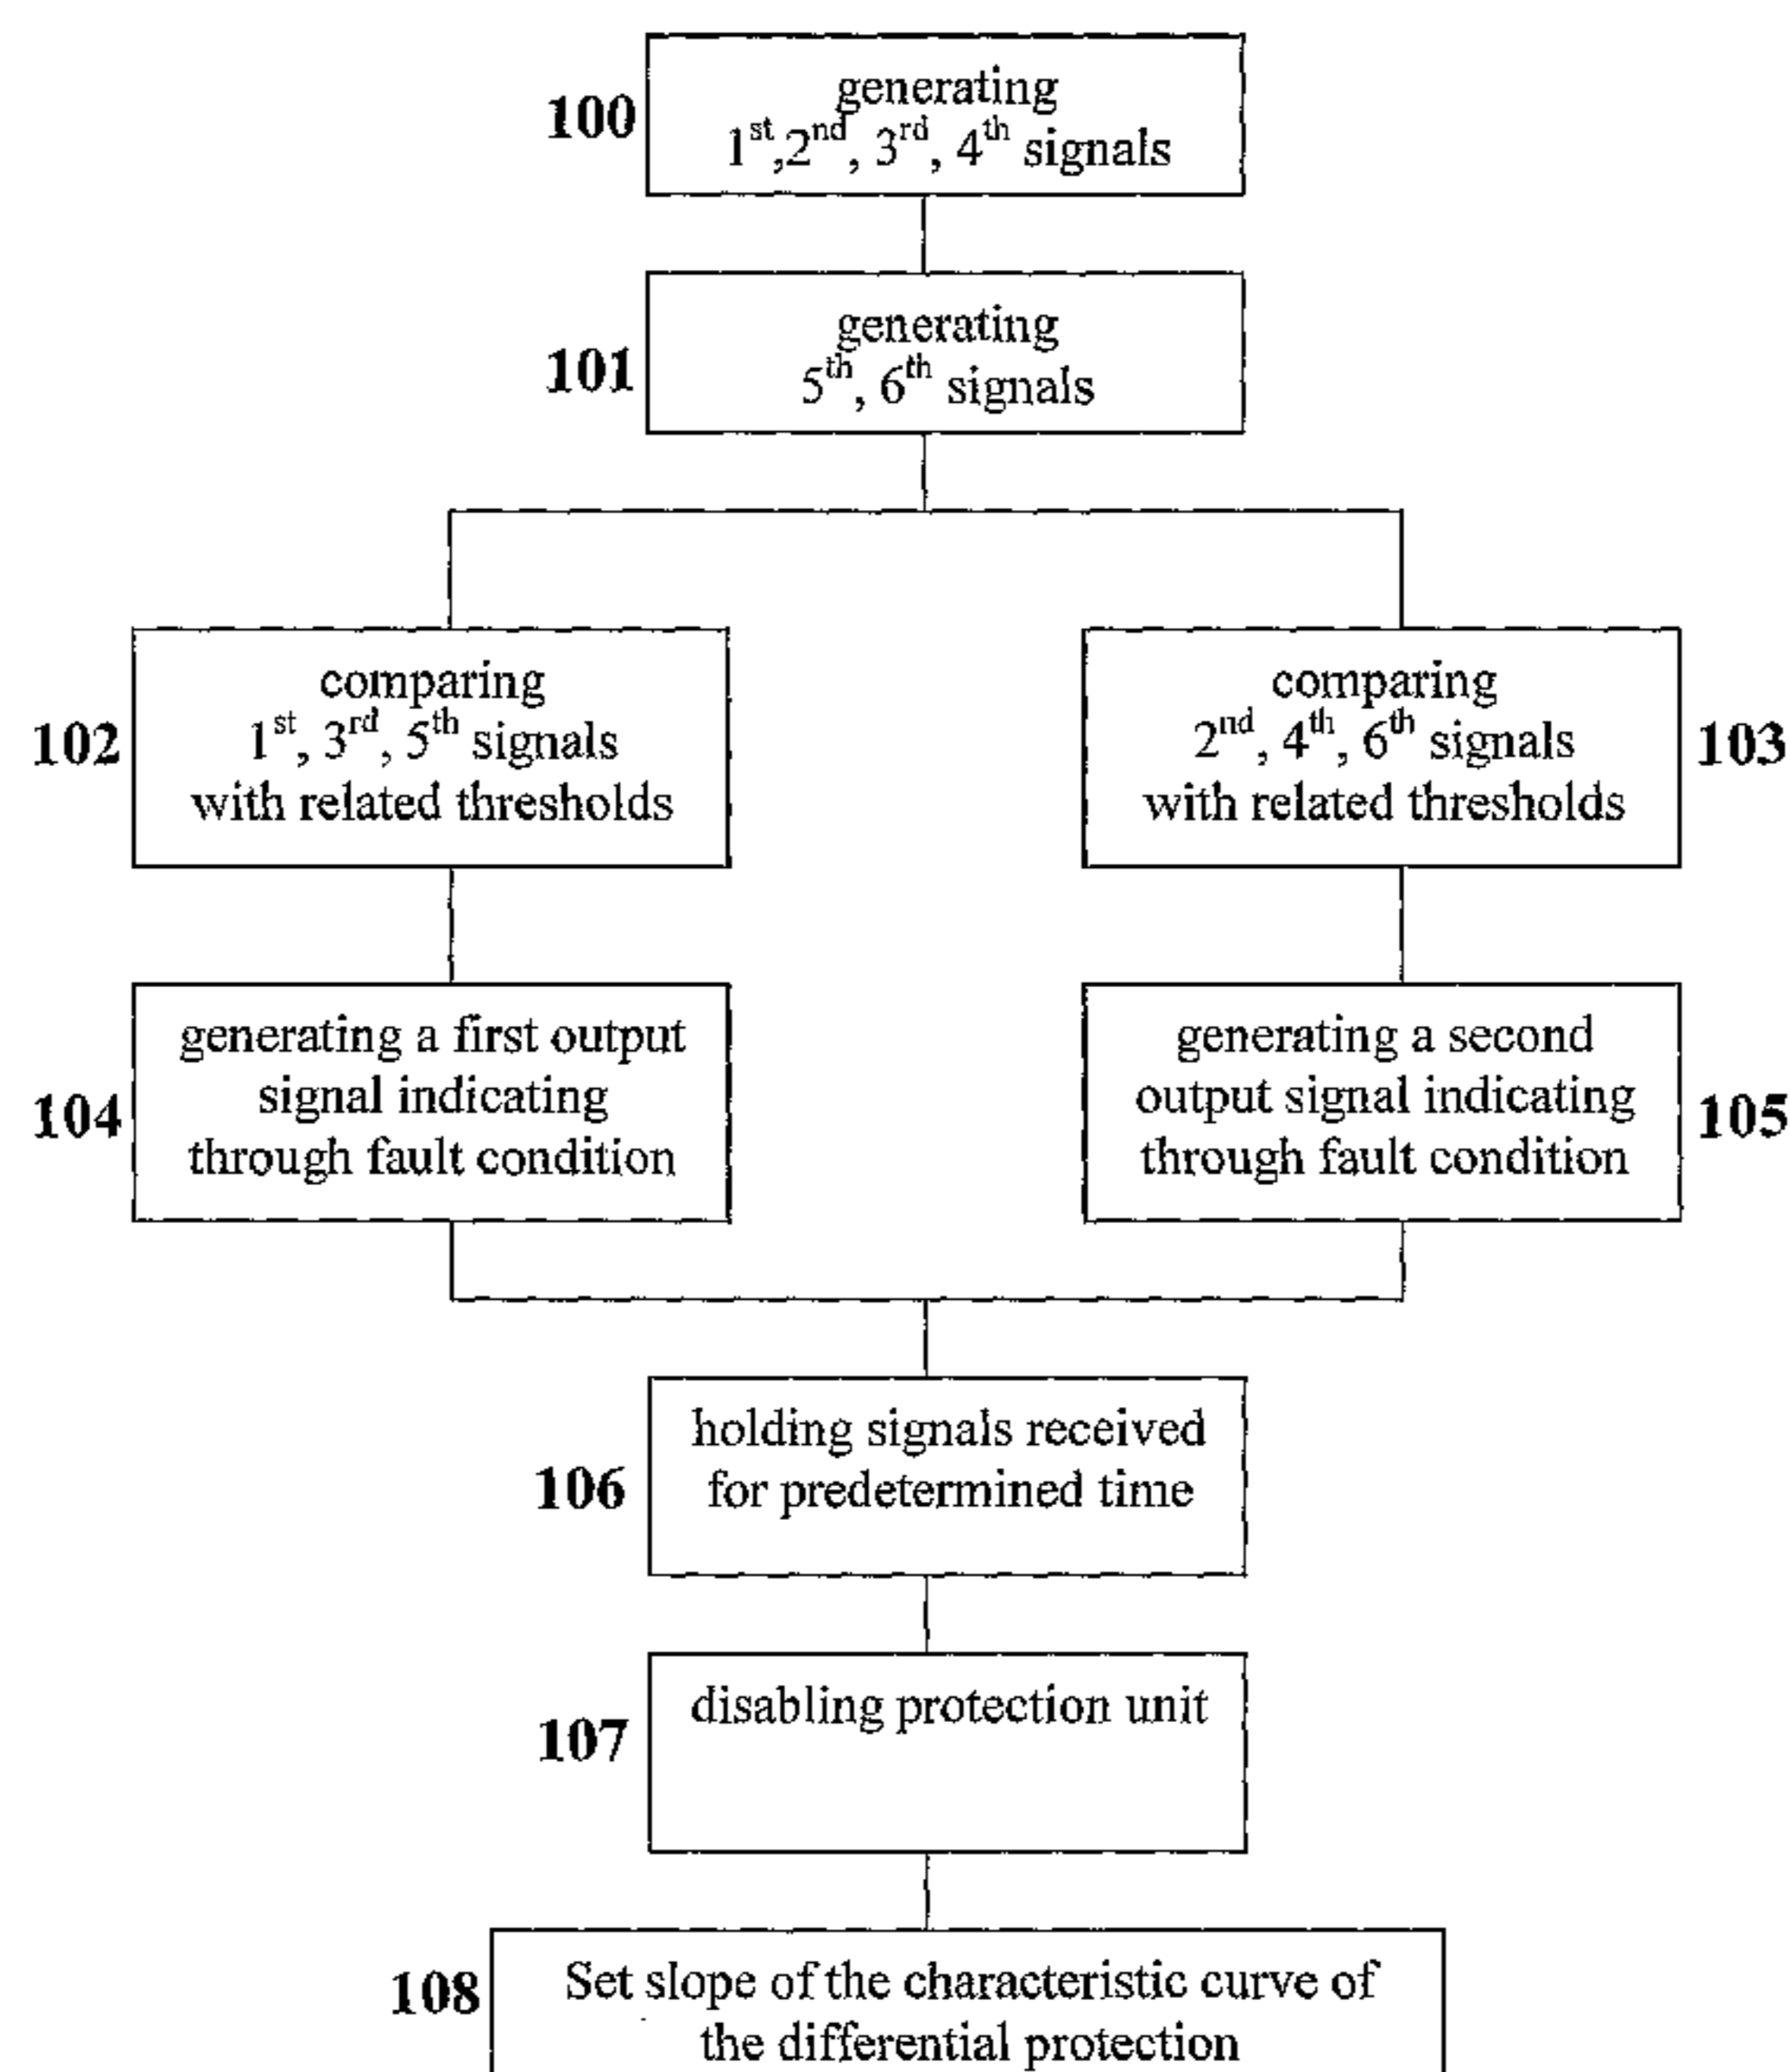 100
generating
1st,2nd, 3rd, 4th signals
101
generating
5th, 6th signals
102
comparing
1st, 3rd, 5th signals
with related thresholds
comparing
2nd, 4th, 6th signals
with related thresholds
103
104
generating a first output
signal indicating
through fault condition
generating a second
output signal indicating
through fault condition
105
106
holding signals received
for predetermined time
107
disabling protection unit
108
Set slope of the characteristic curve of
the differential protection